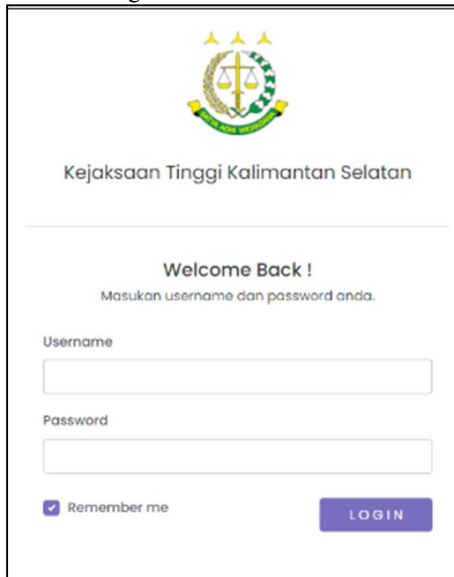 Kejaksaan Tinggi Kalimantan Selatan
Welcome Back !
Masukan username dan password anda.
Username
Password
Remember me
LOGIN